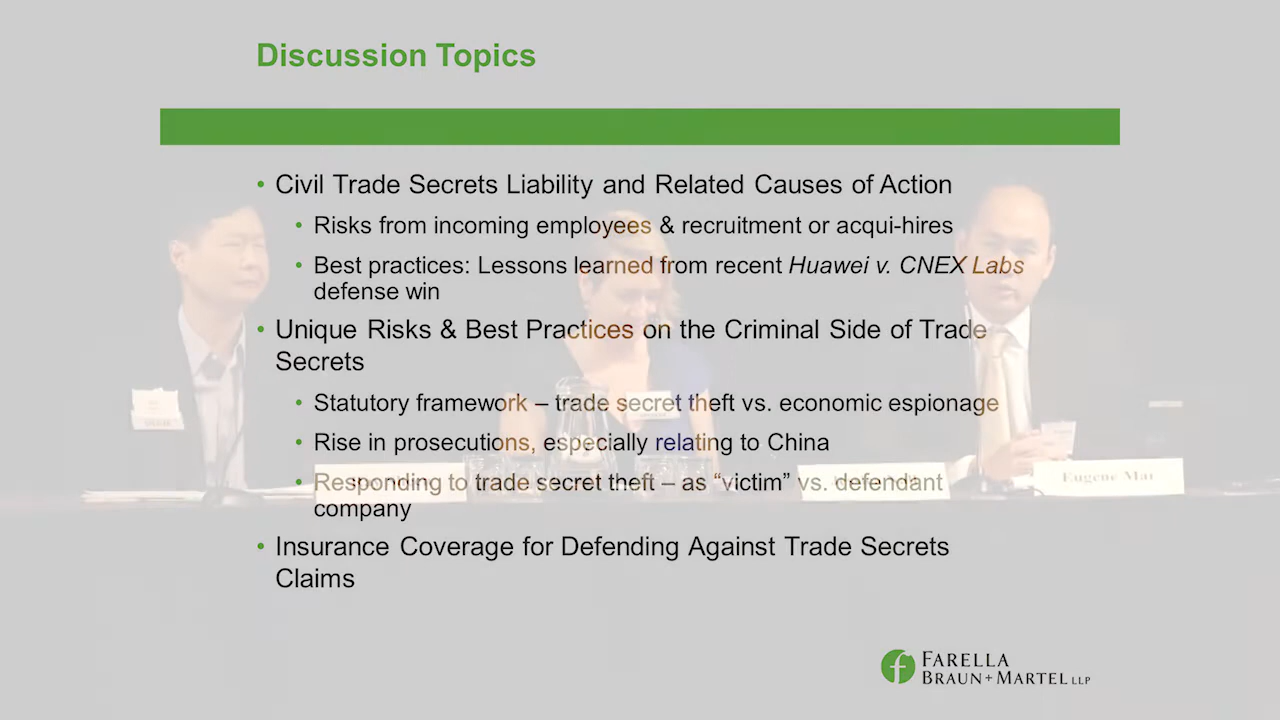 Discussion Topics
• Civil Trade Secrets Liability and Related Causes of Action
• Risks from incoming employees & recruitment or acqui-hires
• Best practices: Lessons learned from recent Huawei v. CNEX Labs
defense win
• Unique Risks & Best Practices on the Criminal Side of Trade
Secrets
• Statutory framework – trade secret theft vs. economic espionage
• Rise in prosecutions, especially relating to China
• Responding to trade secret theft – as “victim” vs. defendant
company
Eugene Mar
• Insurance Coverage for Defending Against Trade Secrets
Claims
FARELLA
BRAUN+MARTEL LLP